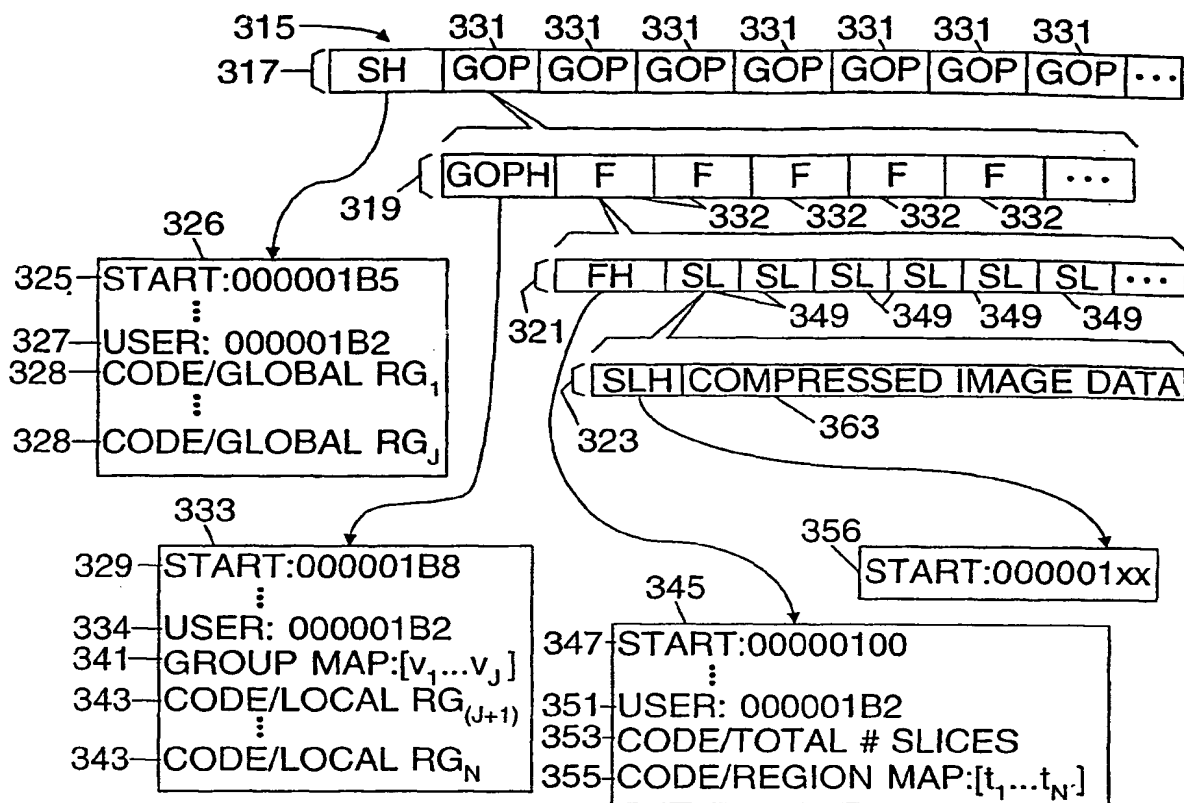 315 331 331 331 331 331 331 331
317 SH GOP GOP GOP GOP GOP GOP GOP ...
319 GOPH F F F F F ...
332 332 332 332
326
325 START:000001B5
⋮
327 USER: 000001B2
328 CODE/GLOBAL RG1
⋮
328 CODE/GLOBAL RGJ
321 FH SL SL SL SL SL SL ...
349 349 349 349
SLH COMPRESSED IMAGE DATA
323 363
333
329 START:000001B8
⋮
334 USER: 000001B2
341 GROUP MAP:[v1...vJ]
343 CODE/LOCAL RG(J+1)
⋮
343 CODE/LOCAL RGN
356
START:000001xx
345
347 START:00000100
⋮
351 USER: 000001B2
353 CODE/TOTAL # SLICES
355 CODE/REGION MAP:[t1...tN']